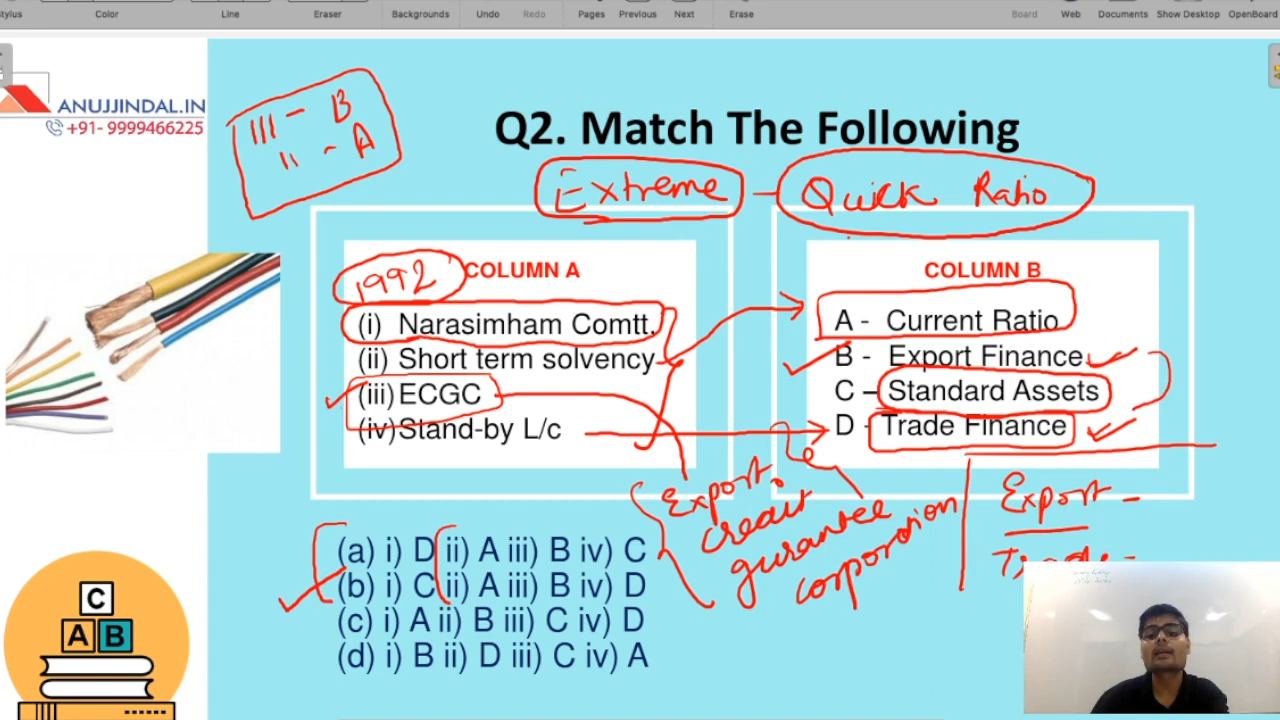 Stylus
Color
Line
Eraser
Backgrounds
Undo
Redo
Pages
Previous
Next
Erase
Board
Web
Documents
Show Desktop
OpenBoard
ANUJJINDAL.IN
+91- 9999466225
III - B
ii - A
Q2. Match The Following
Extreme - Quick Ratio
1992
COLUMN A
(i) Narasimham Comtt.
(ii) Short term solvency
(iii) ECGC
(iv) Stand-by L/c
COLUMN B
A - Current Ratio
B - Export Finance
C – Standard Assets
D - Trade Finance
Export
credit
gurantee
corporation
Export -
Trade -
(a) i) D ii) A iii) B iv) C
(b) i) C ii) A iii) B iv) D
(c) i) A ii) B iii) C iv) D
(d) i) B ii) D iii) C iv) A
C
A B